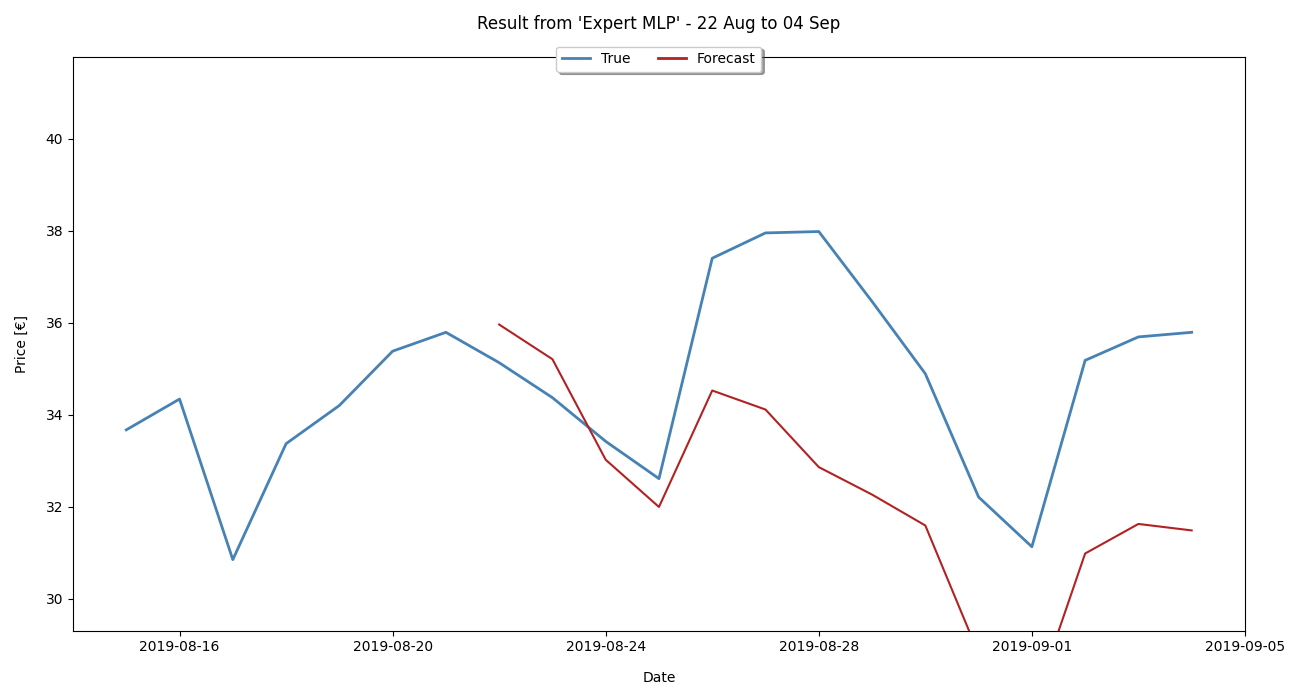 Result from 'Expert MLP' - 22 Aug to 04 Sep
True Forecast
Price [€]
40
38
36
34
32
30
2019-08-16 2019-08-20 2019-08-24 2019-08-28 2019-09-01 2019-09-05
Date